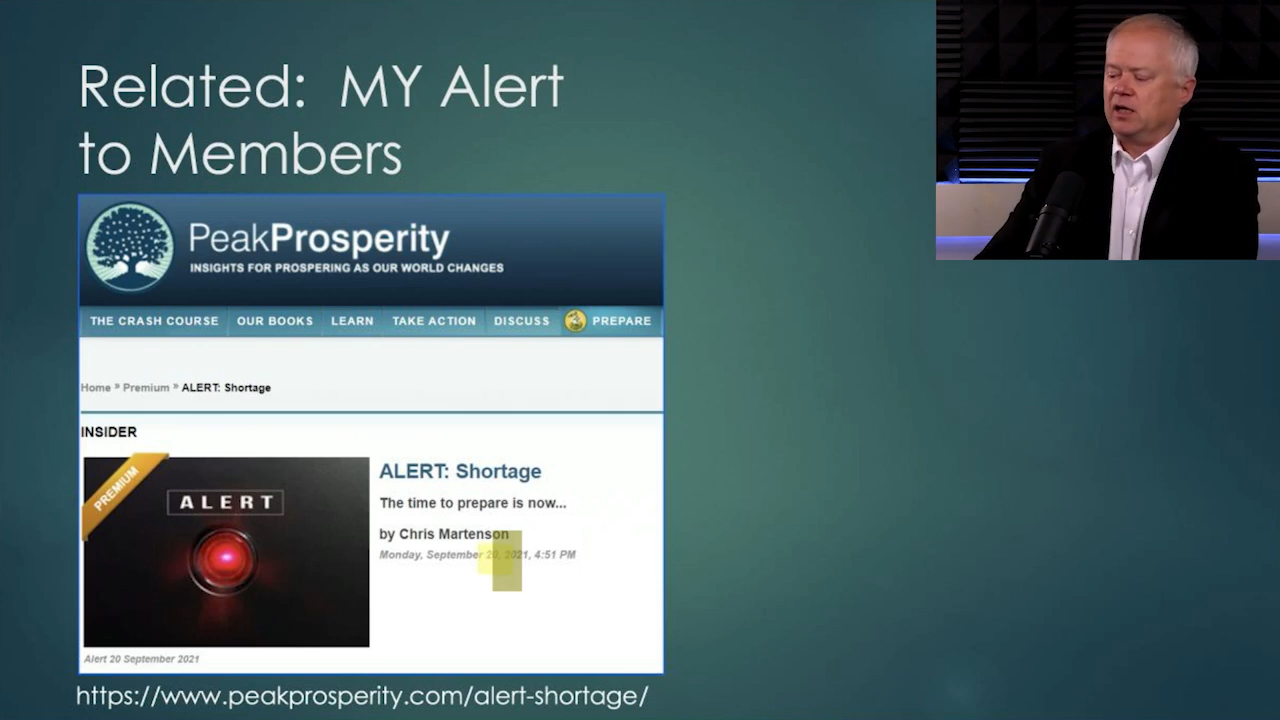 Related: MY Alert
to Members
PeakProsperity
INSIGHTS FOR PROSPERING AS OUR WORLD CHANGES
THE CRASH COURSE OUR BOOKS LEARN TAKE ACTION DISCUSS PREPARE
Home » Premium » ALERT: Shortage
INSIDER
PREMIUM
ALERT
ALERT: Shortage
The time to prepare is now...
by Chris Martenson
Monday, September 20, 2021, 4:51 PM
Alert 20 September 2021
https://www.peakprosperity.com/alert-shortage/